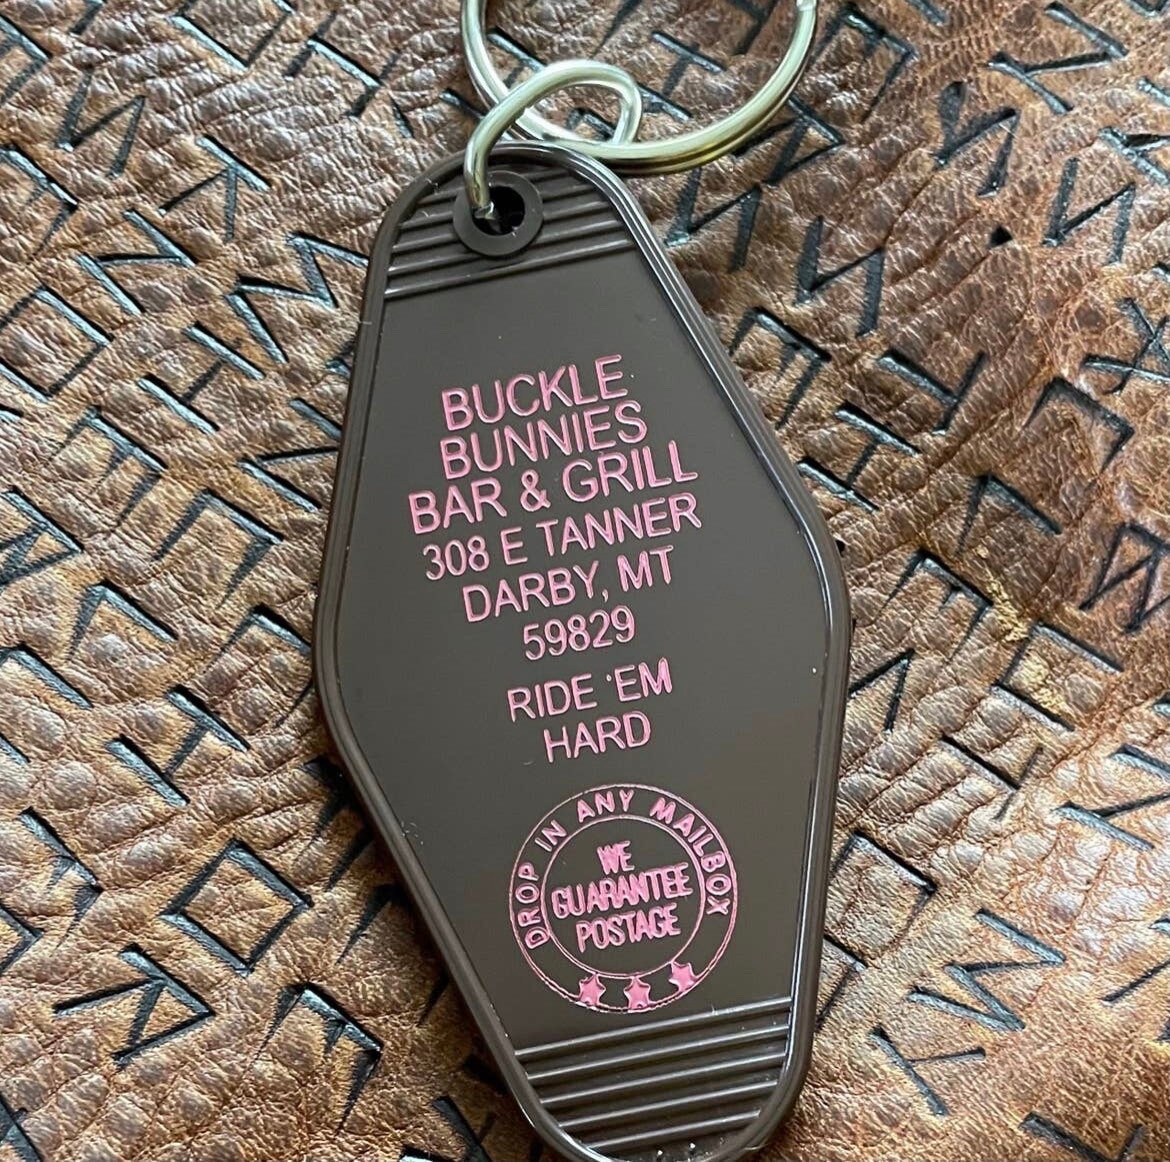 BUCKLE
BUNNIES
BAR & GRILL
308 E TANNER
DARBY, MT
59829
RIDE 'EM
HARD
DROP IN ANY MAILBOX
WE
GUARANTEE
POSTAGE